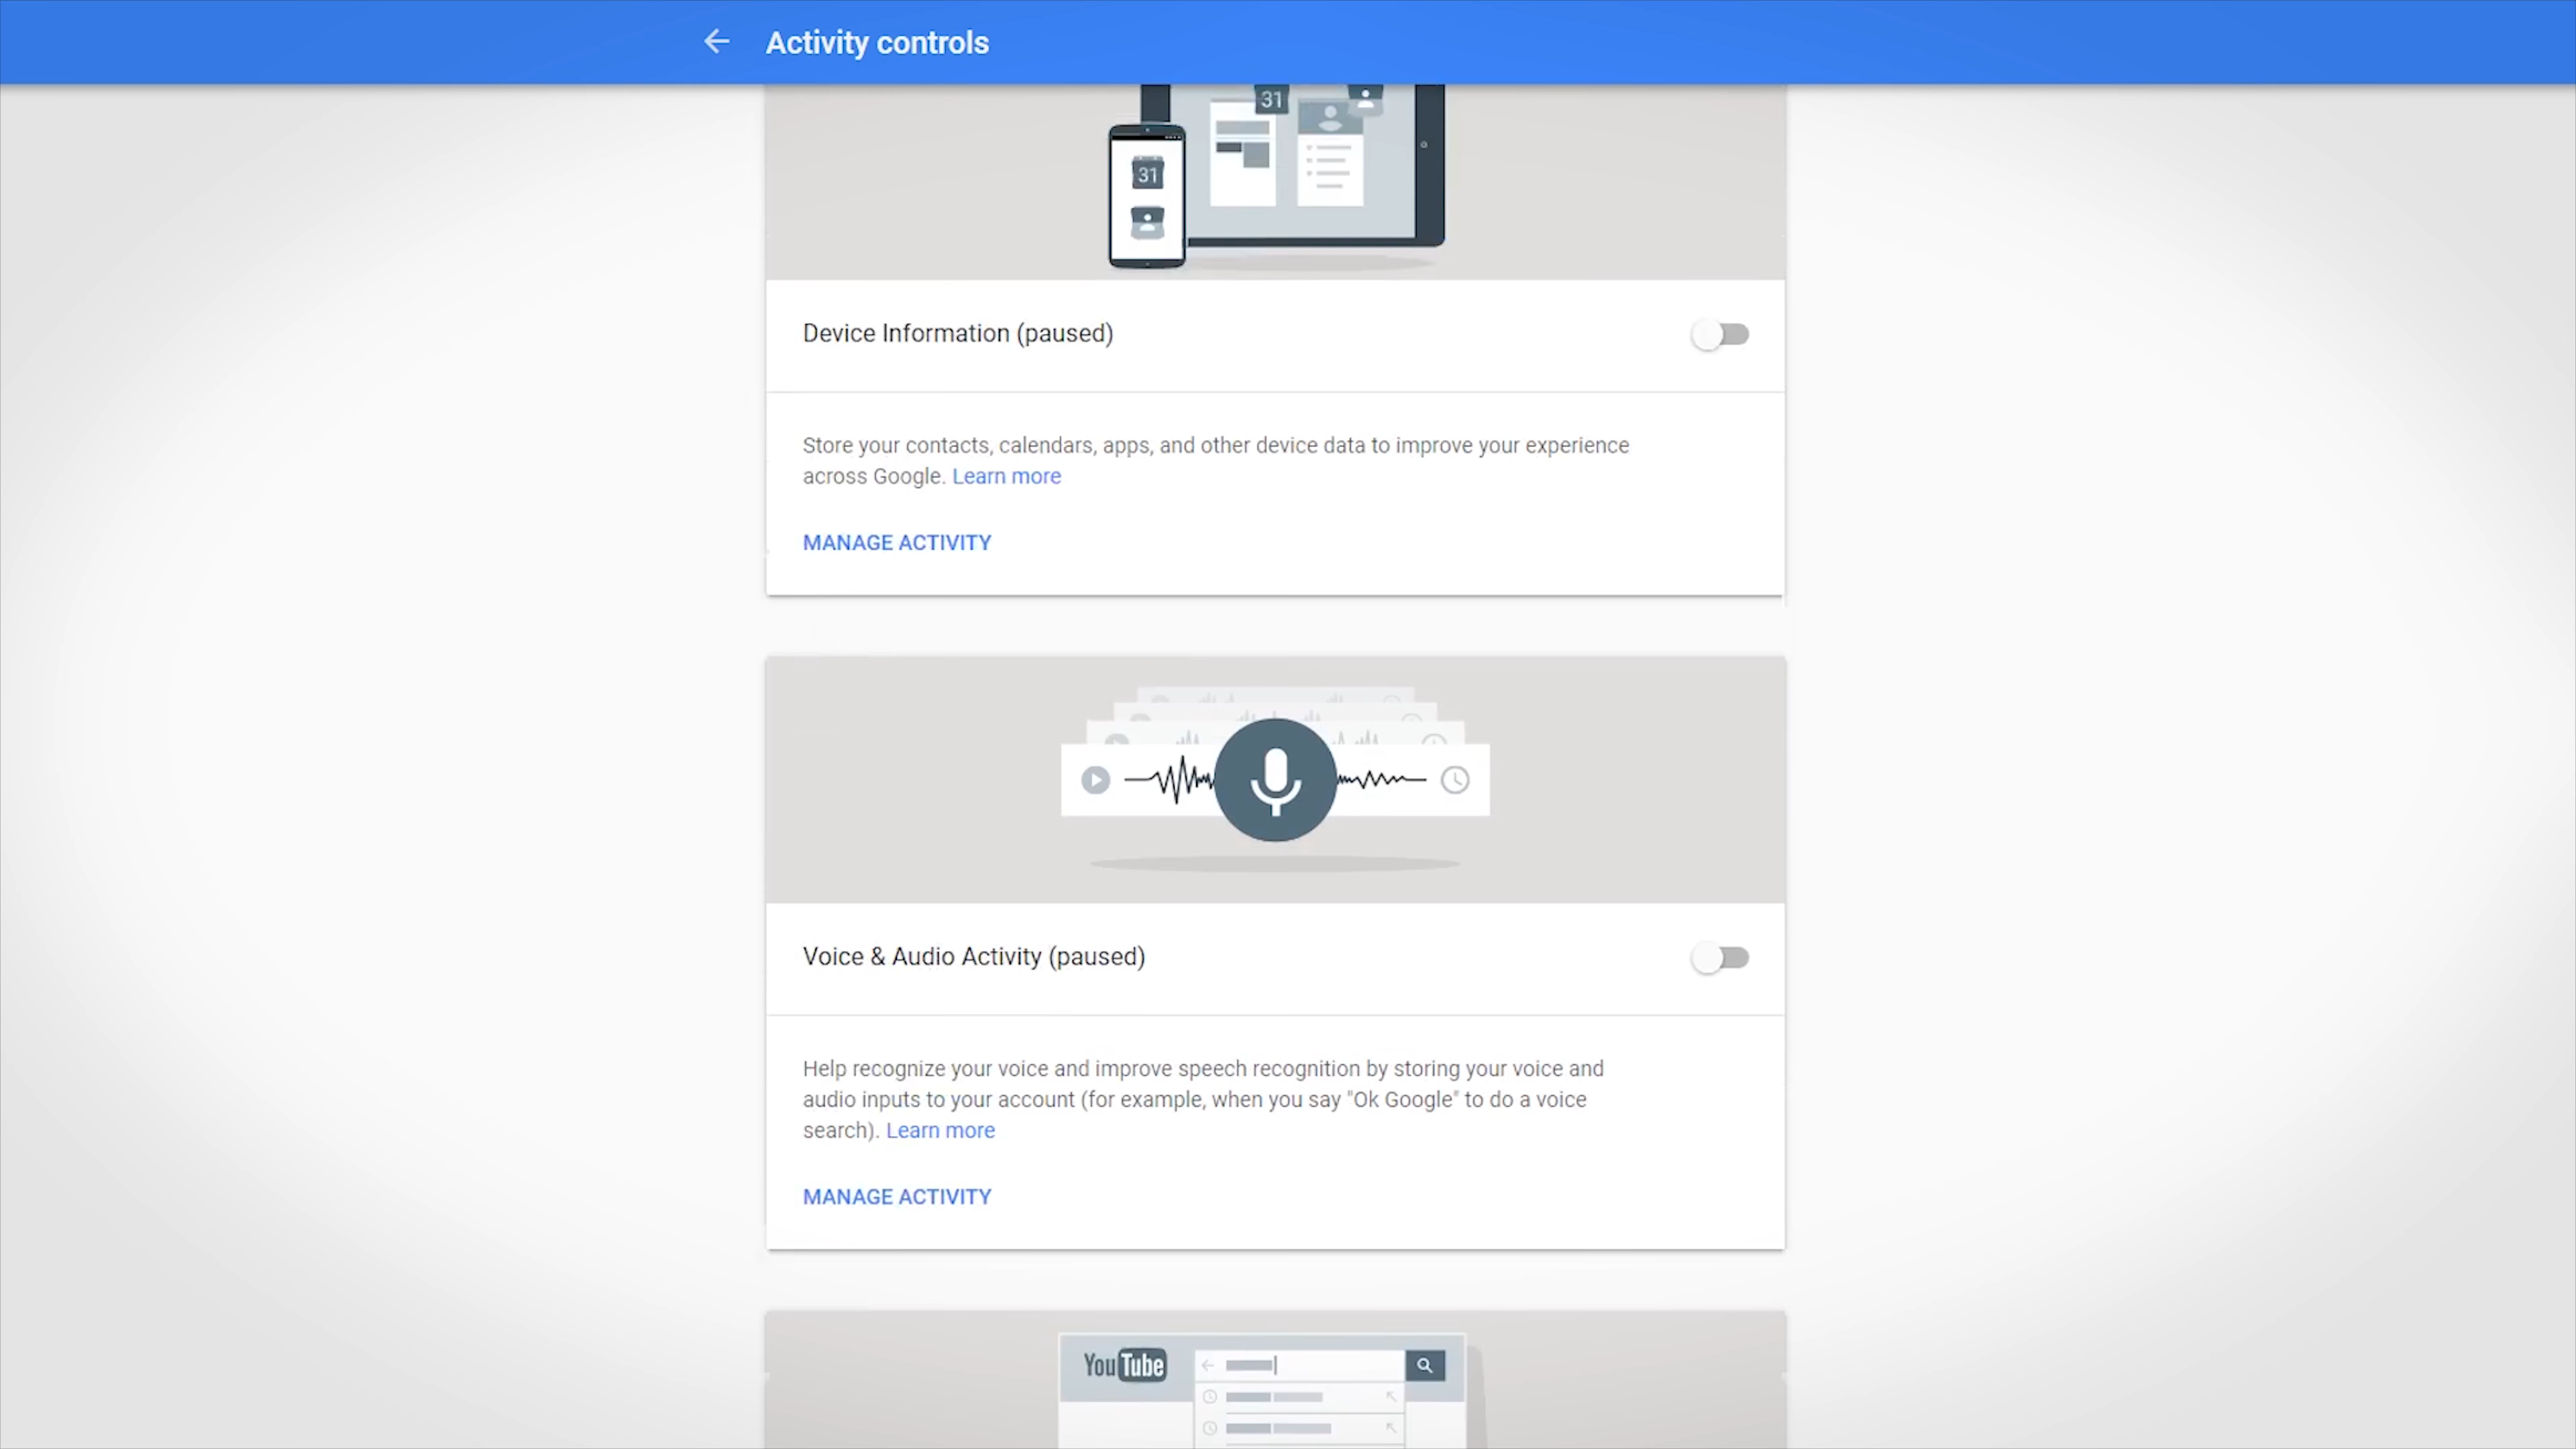 Activity controls
31
31
Device Information (paused)
Store your contacts, calendars, apps, and other device data to improve your experience
across Google. Learn more
MANAGE ACTIVITY
Voice & Audio Activity (paused)
Help recognize your voice and improve speech recognition by storing your voice and
audio inputs to your account (for example, when you say "Ok Google" to do a voice
search). Learn more
MANAGE ACTIVITY
YouTube